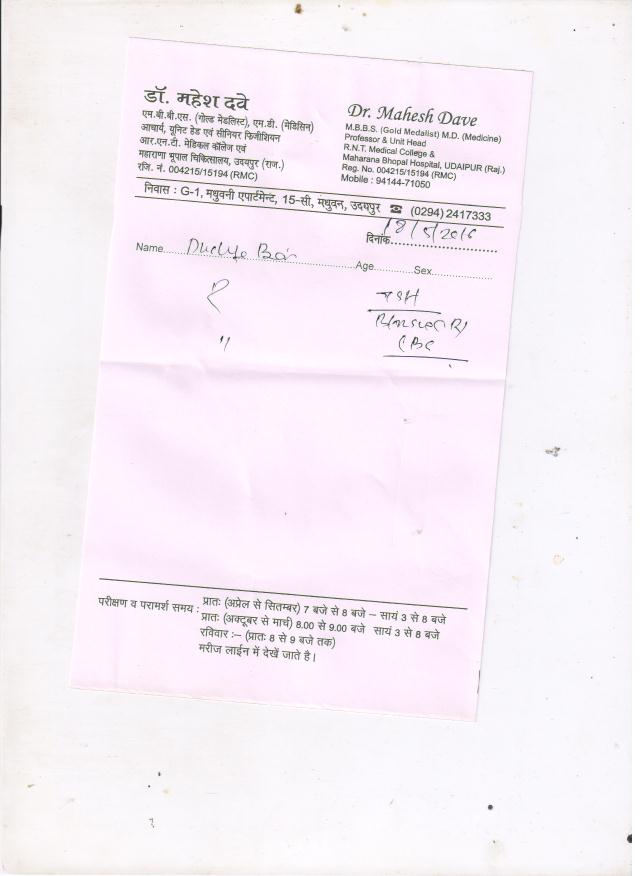 डॉ. महेश दवे
एम.बी.बी.एस. (गोल्ड मेडलिस्ट), एम.डी. (मेडिसिन)
आचार्य, यूनिट हेड एवं सीनियर फिजीशियन
आर.एन.टी. मेडिकल कॉलेज एवं
महाराणा भूपाल चिकित्सालय, उदयपुर (राज.)
रजि. नं. 004215/15194 (RMC)
Dr. Mahesh Dave
M.B.B.S. (Gold Medalist) M.D. (Medicine)
Professor & Unit Head
R.N.T. Medical College &
Maharana Bhopal Hospital, UDAIPUR (Raj.)
Reg. No. 004215/15194 (RMC)
Mobile : 94144-71050
निवास : G-1, मधुवनी एपार्टमेन्ट, 15-सी, मधुवन, उदयपुर ☎ (0294) 2417333
दिनांक 18/5/2016
Name Age Sex
TSH
CBC
परीक्षण व परामर्श समय : प्रातः (अप्रेल से सितम्बर) 7 बजे से 8 बजे – सायं 3 से 8 बजे
प्रातः (अक्टूबर से मार्च) 8.00 से 9.00 बजे सायं 3 से 8 बजे
रविवार :– (प्रातः 8 से 9 बजे तक)
मरीज लाईन में देखें जाते है।